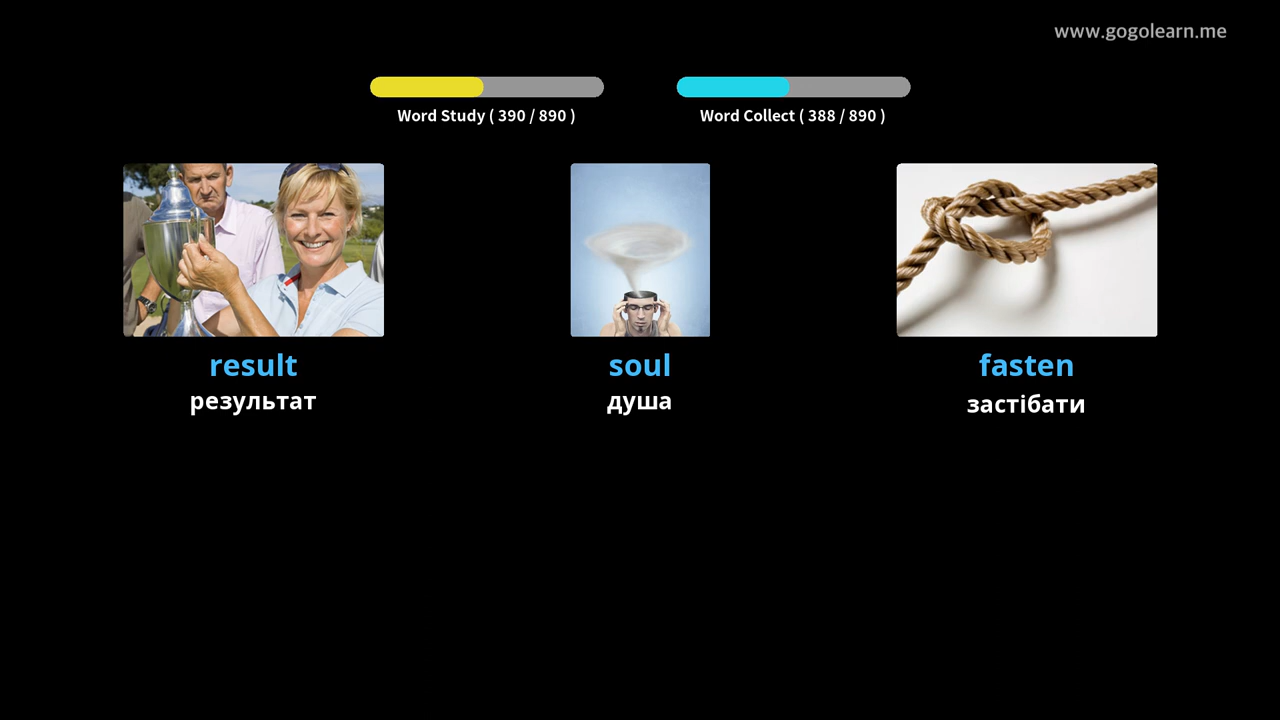 www.gogolearn.me
Word Study ( 390 / 890 )
Word Collect ( 388 / 890 )
result
результат
soul
душа
fasten
застібати